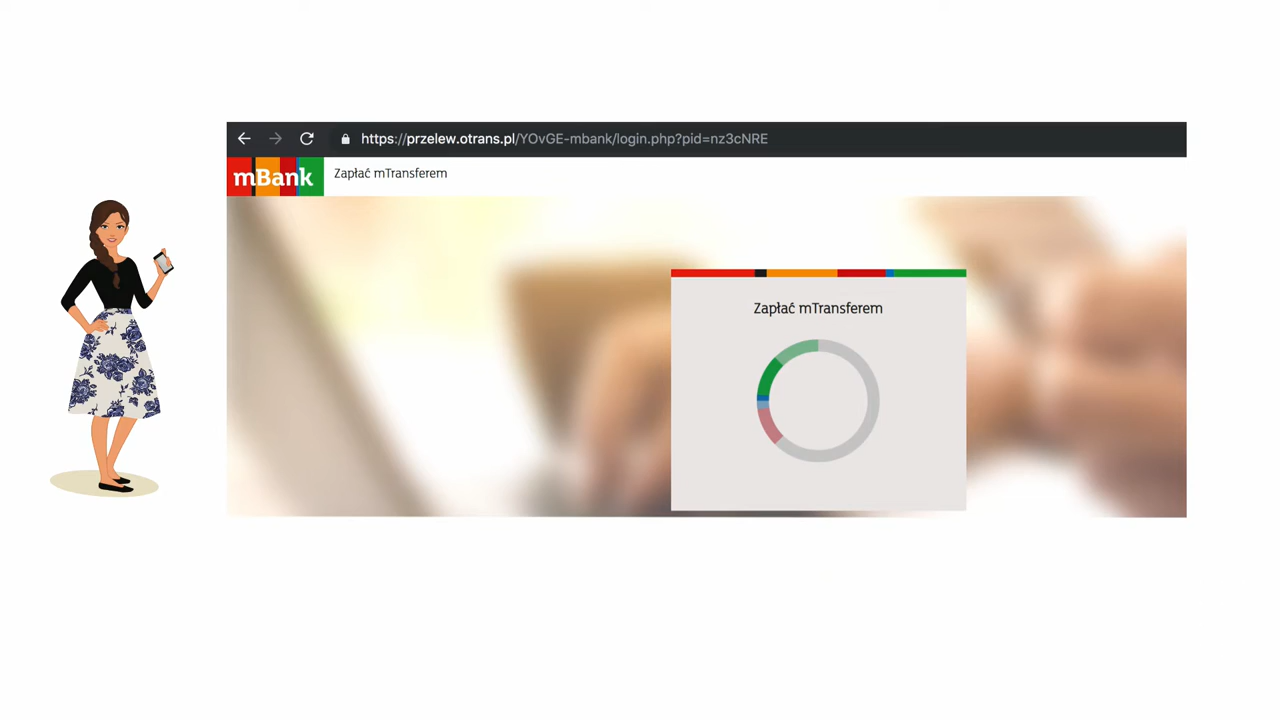 https://przelew.otrans.pl/YOvGE-mbank/login.php?pid=nz3cNRE
mBank Zapłać mTransferem
Zapłać mTransferem